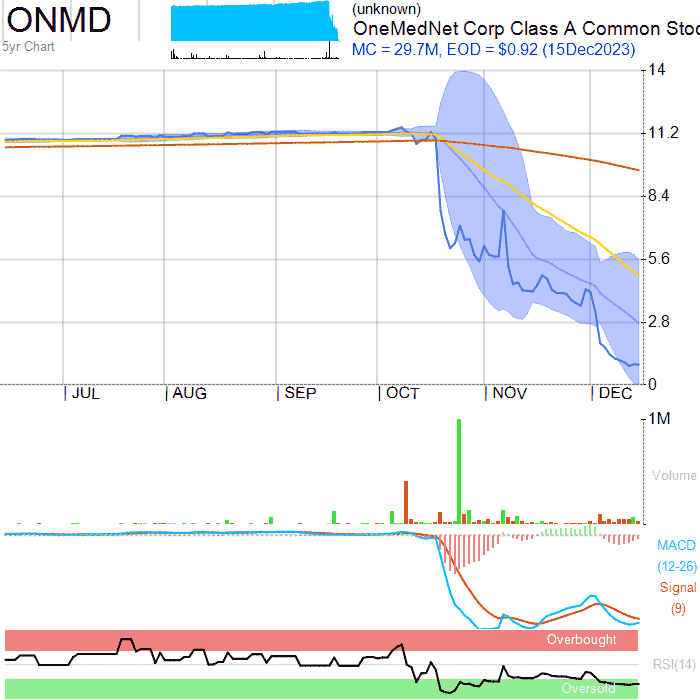 ONMD
5yr Chart
(unknown)
OneMedNet Corp Class A Common Stoc
MC = 29.7M, EOD = $0.92 (15Dec2023)
14
11.2
8.4
5.6
2.8
0
JUL AUG SEP OCT NOV DEC
1M
Volume
MACD
(12-26)
Signal
(9)
Overbought
RSI(14)
Oversold